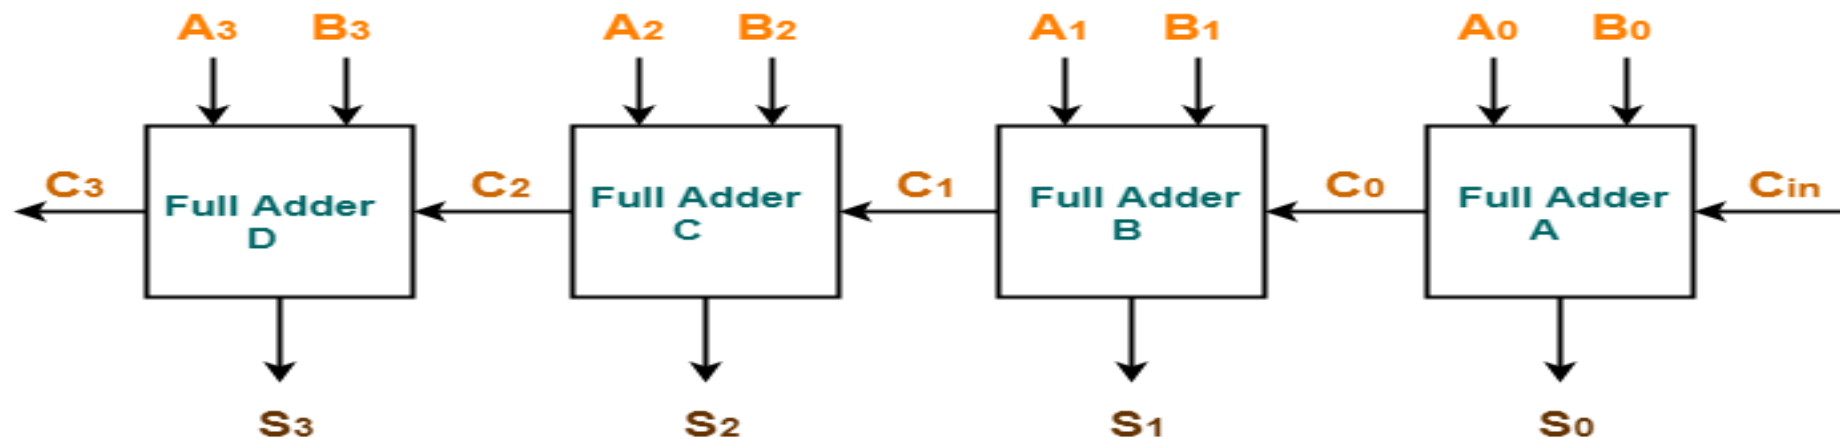 A3 B3 A2 B2 A1 B1 A0 B0
C3 Full Adder D C2 Full Adder C C1 Full Adder B C0 Full Adder A Cin
S3 S2 S1 S0